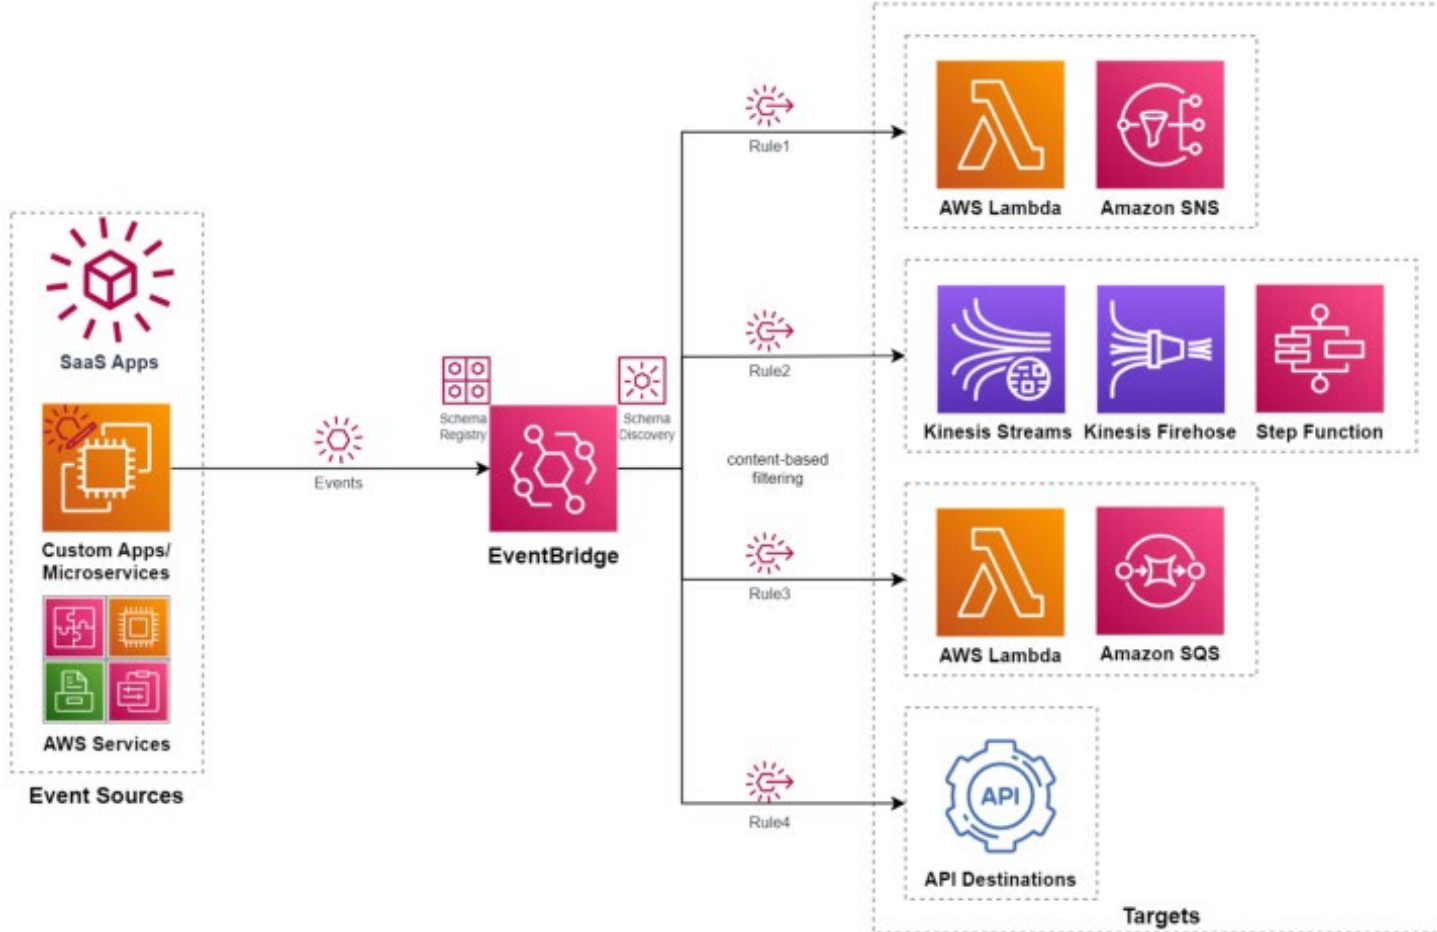 SaaS Apps
Custom Apps/
Microservices
AWS Services
Event Sources
Events
Schema
Registry
Schema
Discovery
EventBridge
content-based
filtering
Rule1
Rule2
Rule3
Rule4
AWS Lambda
Amazon SNS
Kinesis Streams
Kinesis Firehose
Step Function
AWS Lambda
Amazon SQS
API
API Destinations
Targets